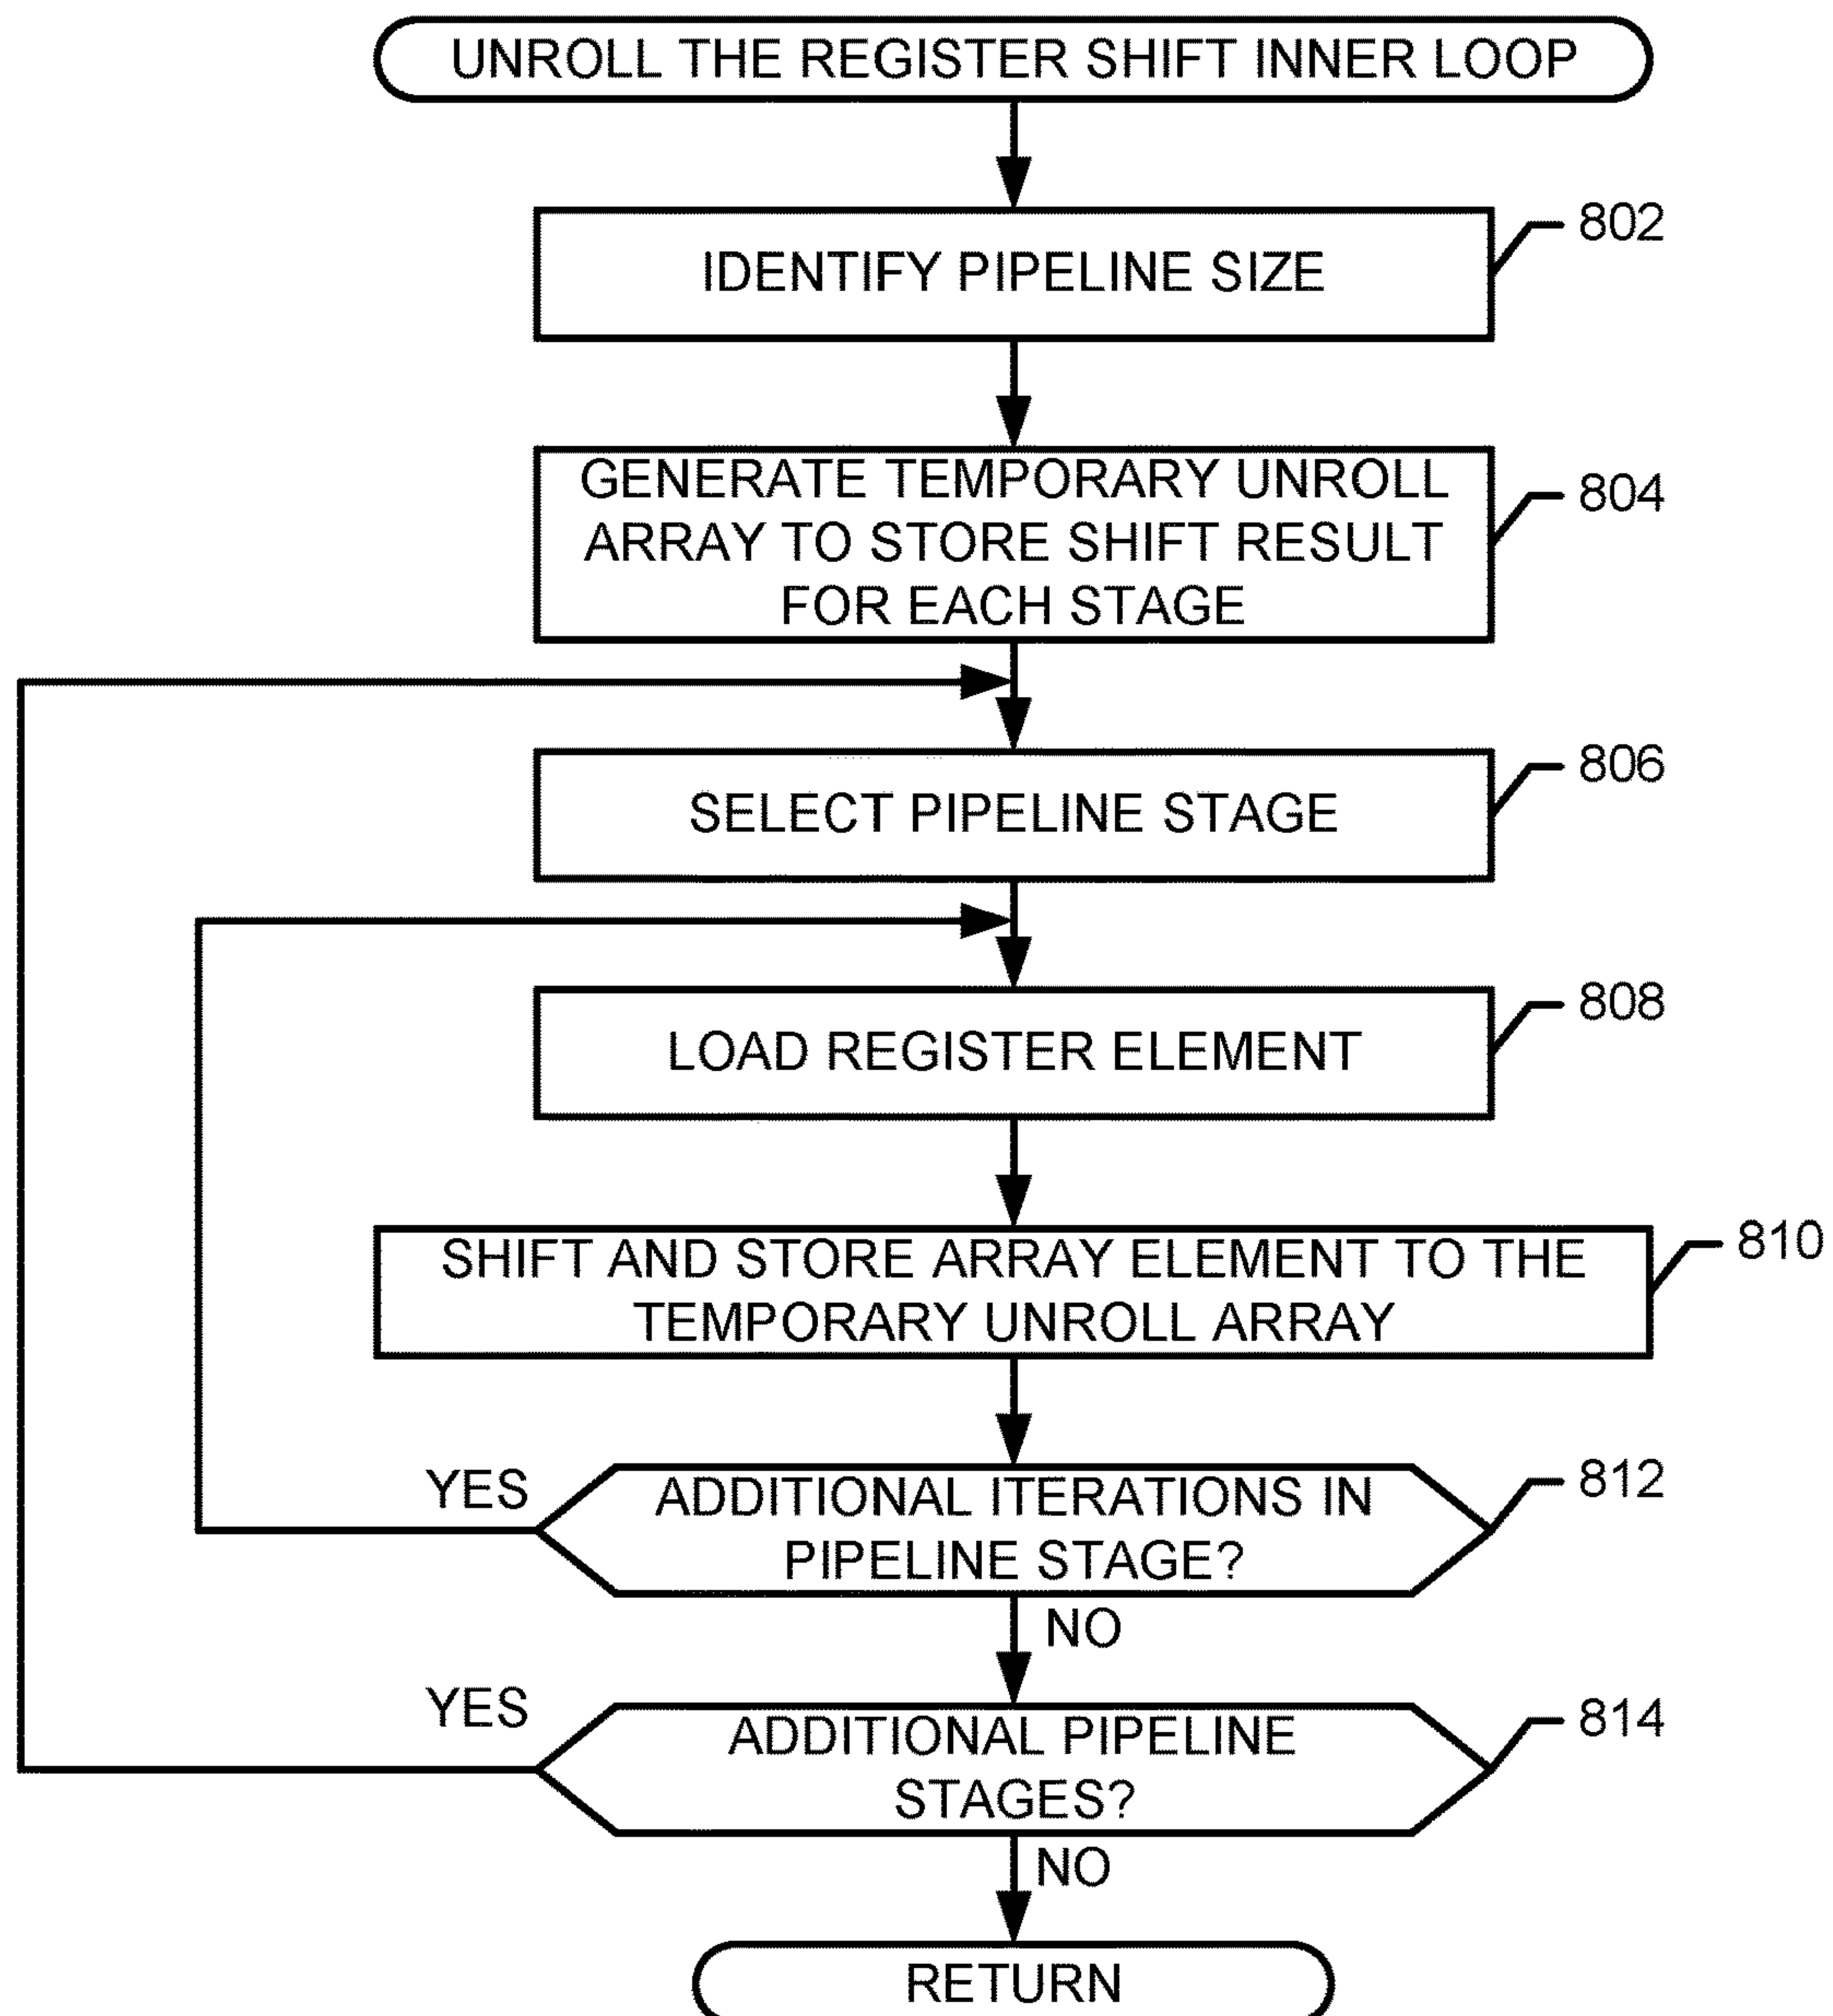 UNROLL THE REGISTER SHIFT INNER LOOP
802
IDENTIFY PIPELINE SIZE
804
GENERATE TEMPORARY UNROLL
ARRAY TO STORE SHIFT RESULT
FOR EACH STAGE
806
SELECT PIPELINE STAGE
808
LOAD REGISTER ELEMENT
810
SHIFT AND STORE ARRAY ELEMENT TO THE
TEMPORARY UNROLL ARRAY
812
YES
ADDITIONAL ITERATIONS IN
PIPELINE STAGE?
NO
814
YES
ADDITIONAL PIPELINE
STAGES?
NO
RETURN